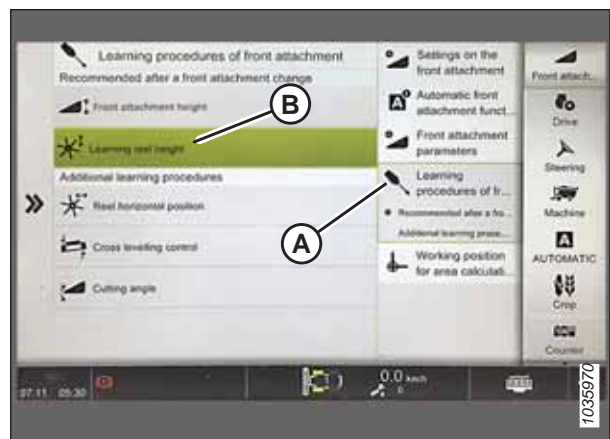 Learning procedures of front attachment
Recommended after a front attachment change
Front attachment height
Learning reel height
Additional learning procedures
Reel horizontal position
Cross levelling control
Cutting angle
B
A
Settings on the
front attachment
Automatic front
attachment funct...
Front attachment
parameters
Learning
procedures of fr...
Recommended after a fro...
Additional learning proce...
Working position
for area calculati...
Front attach...
Drive
Steering
Machine
A
AUTOMATIC
Crop
Counter
07:11 05:30
0.0 km/h
0
1035970